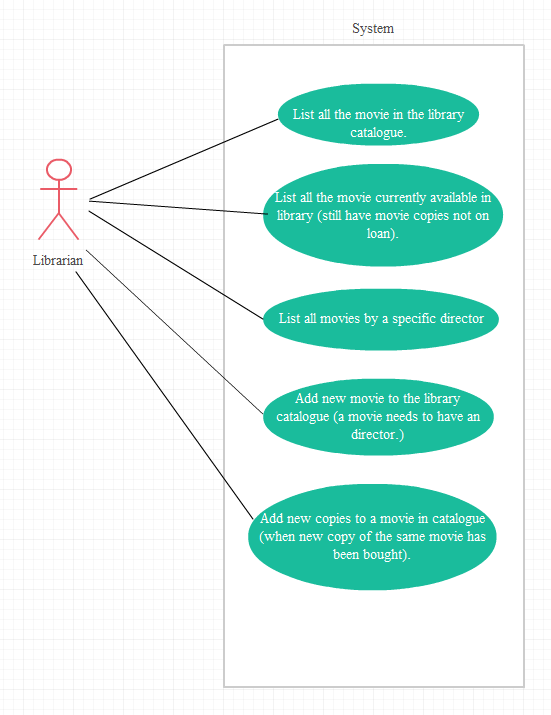 System
List all the movie in the library
catalogue.
List all the movie currently available in
library (still have movie copies not on
loan).
Librarian
List all movies by a specific director
Add new movie to the library
catalogue (a movie needs to have an
director.)
Add new copies to a movie in catalogue
(when new copy of the same movie has
been bought).